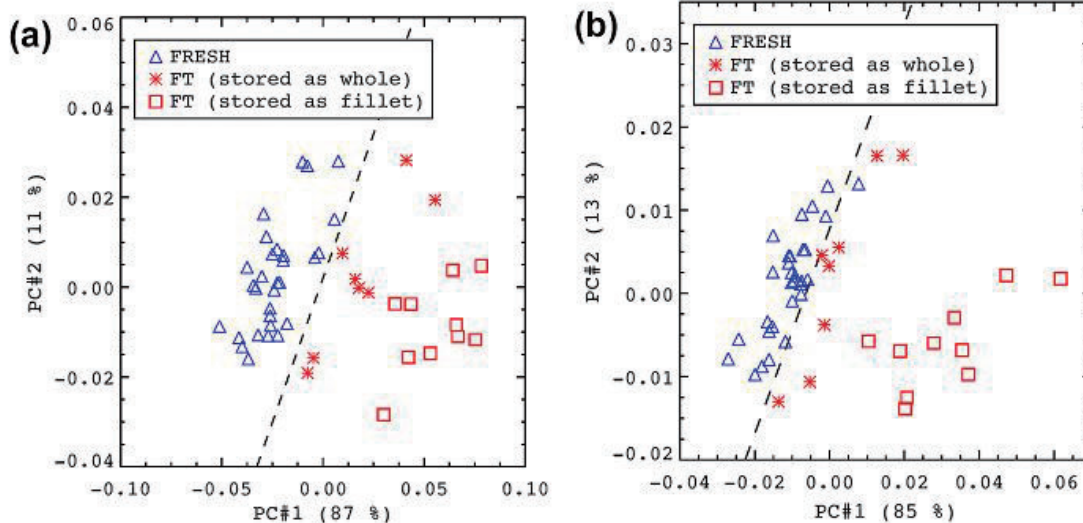 (a)
0.06
0.04
0.02
0.00
-0.02
-0.04
PC#2 (11 %)
FRESH
FT (stored as whole)
FT (stored as fillet)
-0.10
-0.05
0.00
0.05
0.10
PC#1 (87 %)
(b)
0.03
0.02
0.01
0.00
-0.01
-0.02
PC#2 (13 %)
FRESH
FT (stored as whole)
FT (stored as fillet)
-0.04
-0.02
0.00
0.02
0.04
0.06
PC#1 (85 %)